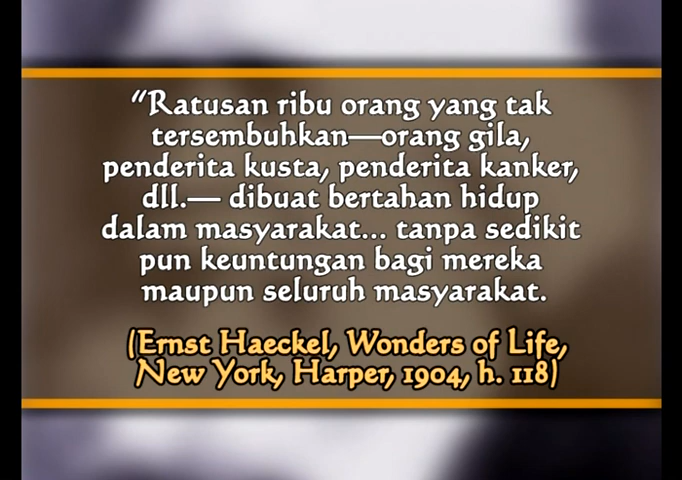 “Ratusan ribu orang yang tak
tersembuhkan—orang gila,
penderita kusta, penderita kanker,
dll.— dibuat bertahan hidup
dalam masyarakat... tanpa sedikit
pun keuntungan bagi mereka
maupun seluruh masyarakat.
(Ernst Haeckel, Wonders of Life,
New York, Harper, 1904, h. 118)